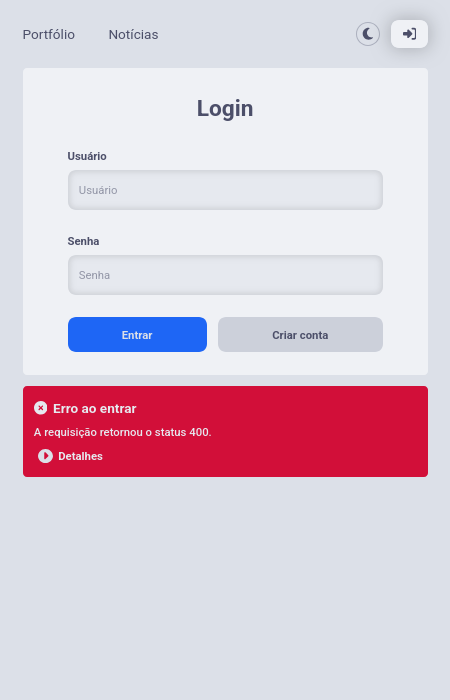 Portfólio Notícias
Login
Usuário
Usuário
Senha
Senha
Entrar Criar conta
Erro ao entrar
A requisição retornou o status 400.
Detalhes